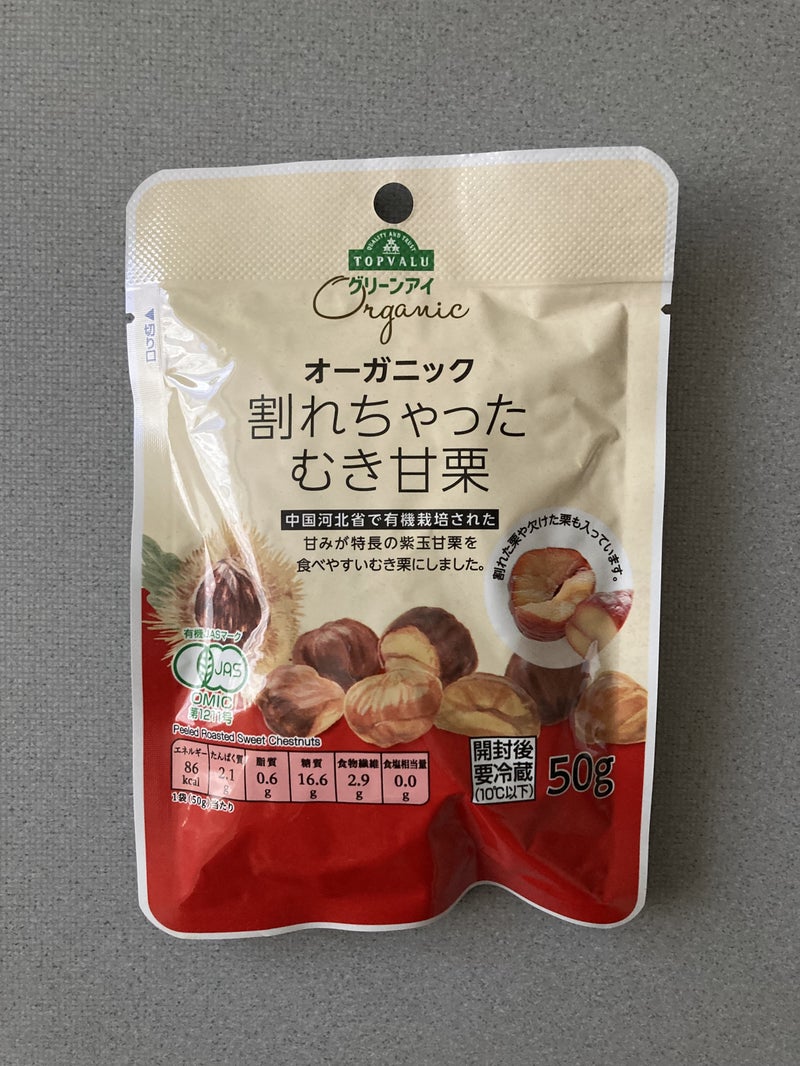 QUALITY AND TRUST
TOPVALU
グリーンアイ
Organic
切り口
オーガニック
割れちゃった
むき甘栗
中国河北省で有機栽培された
甘みが特長の紫玉甘栗を
食べやすいむき栗にしました。
割れた栗や欠けた栗も入っています。
有機JASマーク
JAS
OMIC
第1211号
Peeled Roasted Sweet Chestnuts
エネルギー たんぱく質 脂質 糖質 食物繊維 食塩相当量
86 2.1 0.6 16.6 2.9 0.0
kcal g g g g g
1袋(50g)当たり
開封後
要冷蔵
(10℃以下)
50g